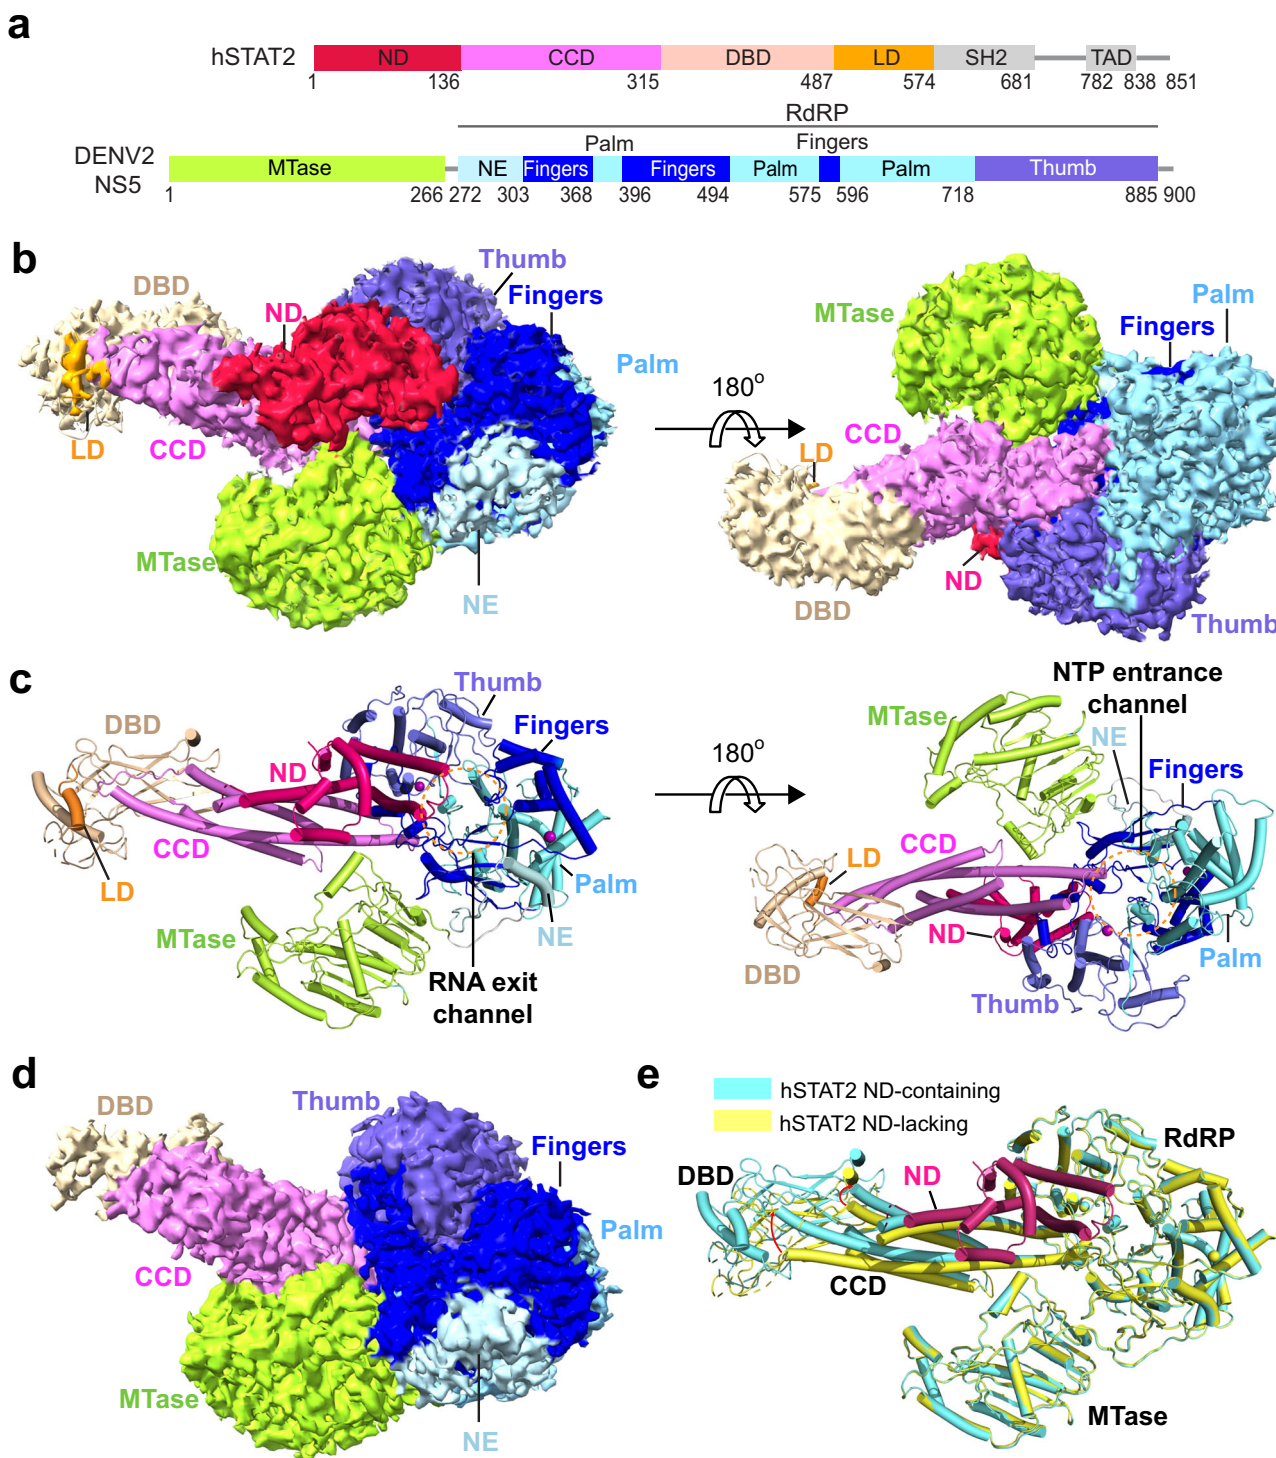 a
hSTAT2 ND CCD DBD LD SH2 TAD
1 136 315 487 574 681 782 838 851
RdRP
Palm Fingers
DENV2 NS5 MTase NE Fingers Fingers Palm Palm Thumb
1 266 272 303 368 396 494 575 596 718 885 900
b
DBD ND Thumb Fingers Palm
LD CCD MTase NE
180°
MTase Fingers Palm
CCD LD DBD ND Thumb
c
DBD ND Thumb Fingers
LD CCD MTase Palm NE
RNA exit
channel
180°
NTP entrance
channel
MTase NE Fingers
CCD LD DBD ND Thumb Palm
d
DBD Thumb Fingers Palm
CCD MTase NE
e
hSTAT2 ND-containing
hSTAT2 ND-lacking
DBD ND RdRP
CCD MTase